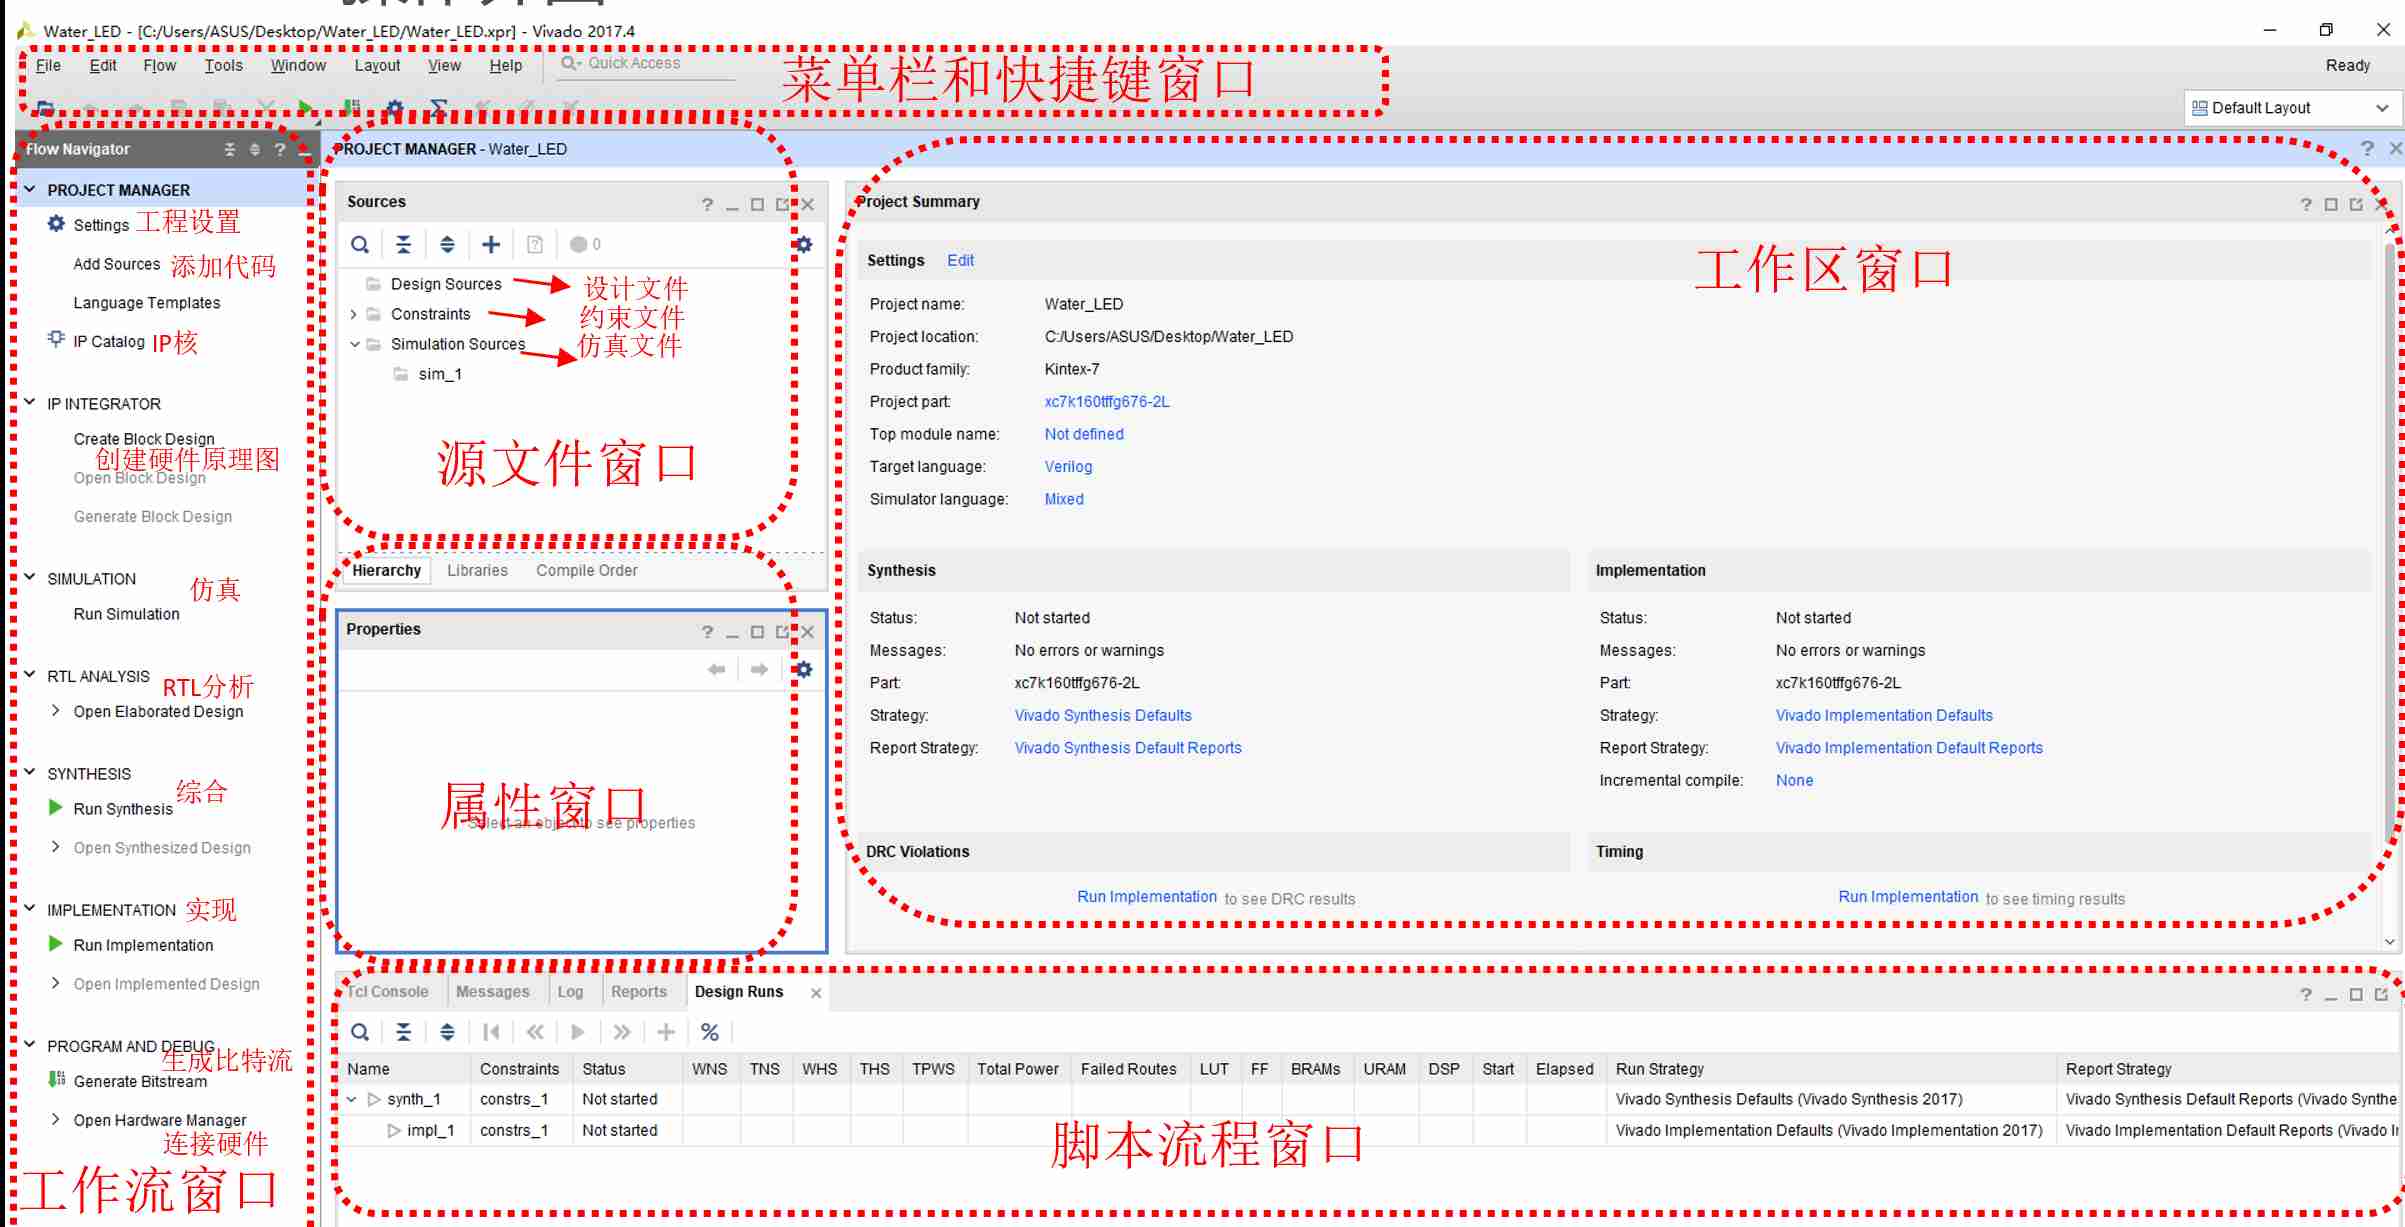 Water_LED - [C:/Users/ASUS/Desktop/Water_LED/Water_LED.xpr] - Vivado 2017.4
File Edit Flow Tools Window Layout View Help Quick Access
菜单栏和快捷键窗口
Ready
Default Layout
Flow Navigator
PROJECT MANAGER
Settings 工程设置
Add Sources 添加代码
Language Templates
IP Catalog IP核
IP INTEGRATOR
Create Block Design
创建硬件原理图
Open Block Design
Generate Block Design
SIMULATION 仿真
Run Simulation
RTL ANALYSIS RTL分析
Open Elaborated Design
SYNTHESIS 综合
Run Synthesis
Open Synthesized Design
IMPLEMENTATION 实现
Run Implementation
Open Implemented Design
PROGRAM AND DEBUG
生成比特流
Generate Bitstream
Open Hardware Manager
连接硬件
工作流窗口
PROJECT MANAGER - Water_LED
Sources
0
Design Sources 设计文件
Constraints 约束文件
Simulation Sources 仿真文件
sim_1
源文件窗口
Hierarchy Libraries Compile Order
Properties
属性窗口
Select an object to see properties
Project Summary
工作区窗口
Settings Edit
Project name: Water_LED
Project location: C:/Users/ASUS/Desktop/Water_LED
Product family: Kintex-7
Project part: xc7k160tffg676-2L
Top module name: Not defined
Target language: Verilog
Simulator language: Mixed
Synthesis
Status: Not started
Messages: No errors or warnings
Part: xc7k160tffg676-2L
Strategy: Vivado Synthesis Defaults
Report Strategy: Vivado Synthesis Default Reports
Implementation
Status: Not started
Messages: No errors or warnings
Part: xc7k160tffg676-2L
Strategy: Vivado Implementation Defaults
Report Strategy: Vivado Implementation Default Reports
Incremental compile: None
DRC Violations
Run Implementation to see DRC results
Timing
Run Implementation to see timing results
Tcl Console Messages Log Reports Design Runs
Name Constraints Status WNS TNS WHS THS TPWS Total Power Failed Routes LUT FF BRAMs URAM DSP Start Elapsed Run Strategy Report Strategy
synth_1 constrs_1 Not started Vivado Synthesis Defaults (Vivado Synthesis 2017) Vivado Synthesis Default Reports (Vivado Synthe
impl_1 constrs_1 Not started Vivado Implementation Defaults (Vivado Implementation 2017) Vivado Implementation Default Reports (Vivado I
脚本流程窗口